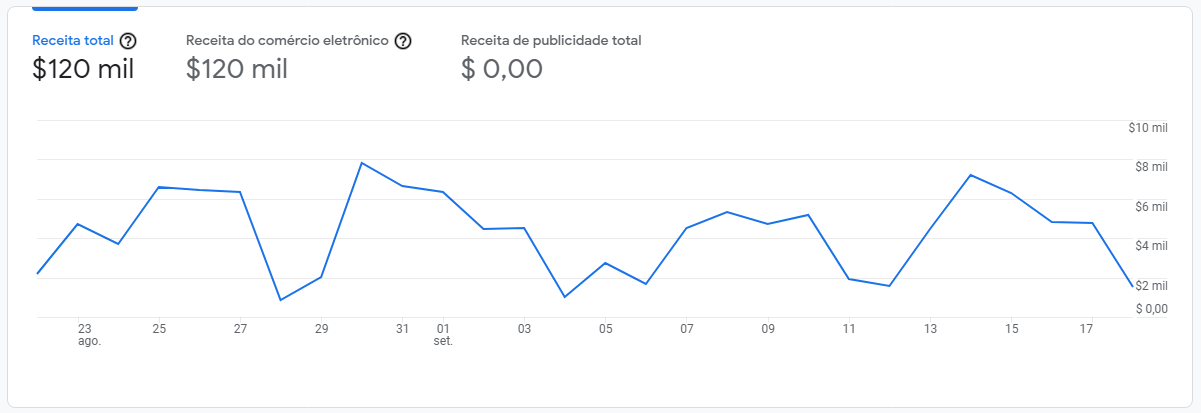 Receita total
Receita do comércio eletrônico
Receita de publicidade total
$120 mil
$120 mil
$ 0,00
$10 mil
$8 mil
$6 mil
$4 mil
$2 mil
$ 0,00
23 25 27 29 31 01 03 05 07 09 11 13 15 17
ago. set.